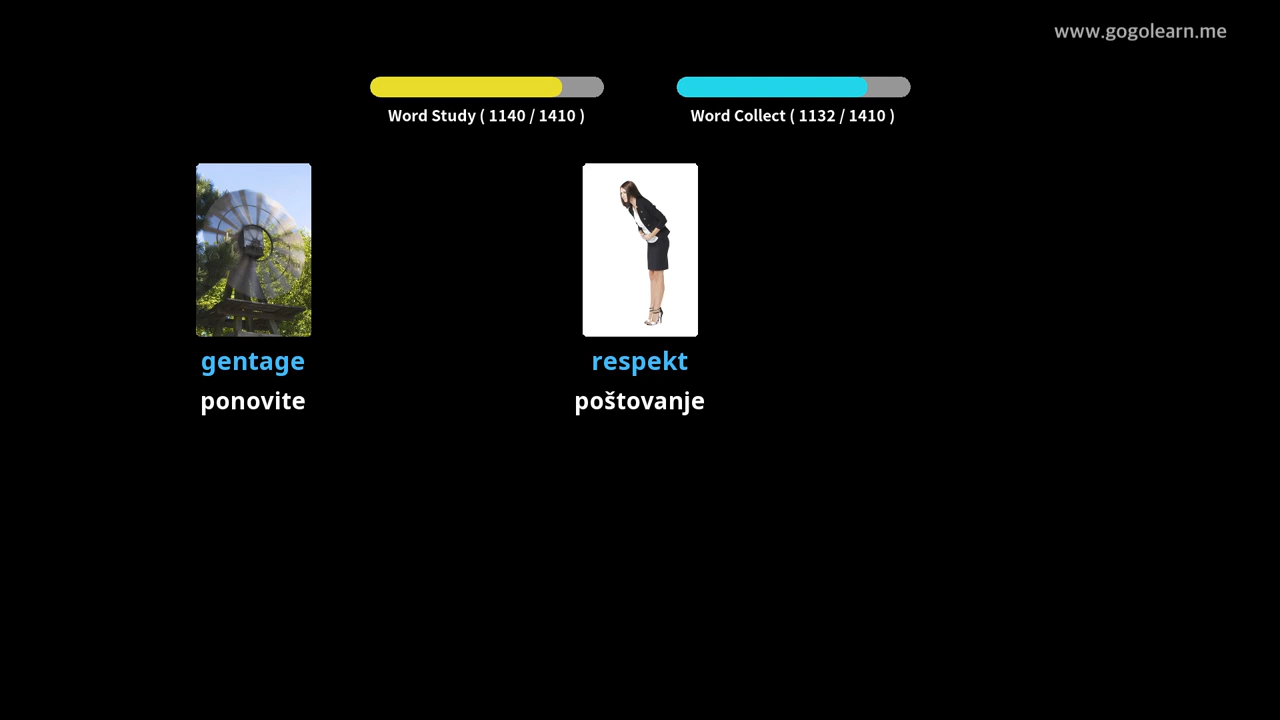 www.gogolearn.me
Word Study ( 1140 / 1410 )
Word Collect ( 1132 / 1410 )
gentage
respekt
ponovite
poštovanje